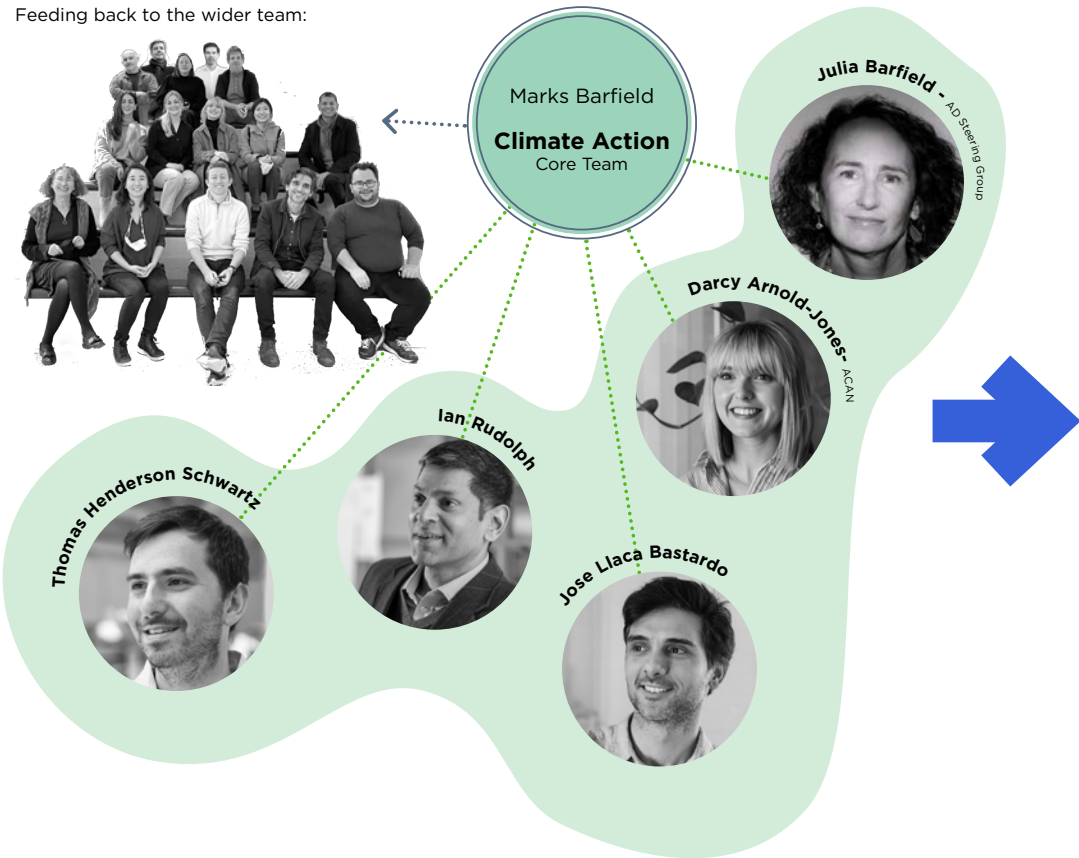 Feeding back to the wider team:
Marks Barfield
Climate Action
Core Team
Julia Barfield - AD Steering Group
Darcy Arnold-Jones- ACAN
Ian Rudolph
Thomas Henderson Schwartz
Jose Llaca Bastardo